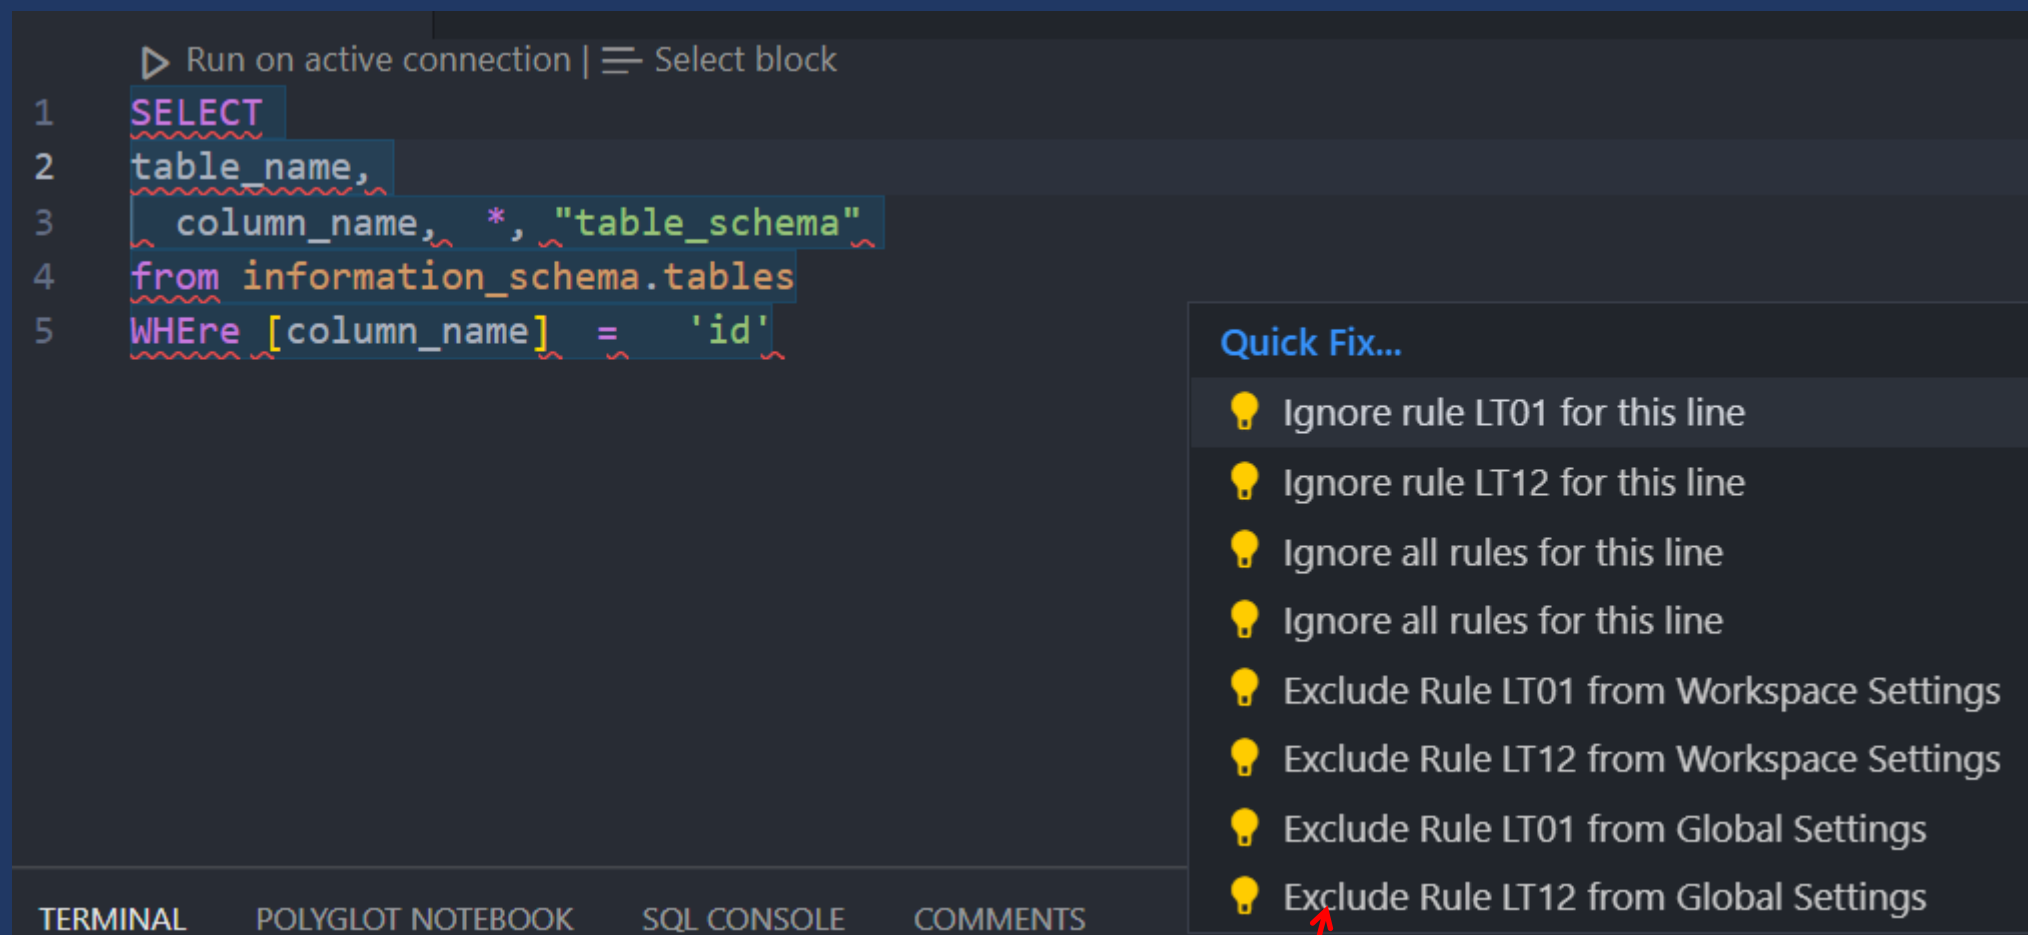 Run on active connection | Select block
1 SELECT
2 table_name,
3   column_name,  *, "table_schema"
4 from information_schema.tables
5 WHEre [column_name]  =   'id'
Quick Fix...
Ignore rule LT01 for this line
Ignore rule LT12 for this line
Ignore all rules for this line
Ignore all rules for this line
Exclude Rule LT01 from Workspace Settings
Exclude Rule LT12 from Workspace Settings
Exclude Rule LT01 from Global Settings
Exclude Rule LT12 from Global Settings
TERMINAL POLYGLOT NOTEBOOK SQL CONSOLE COMMENTS